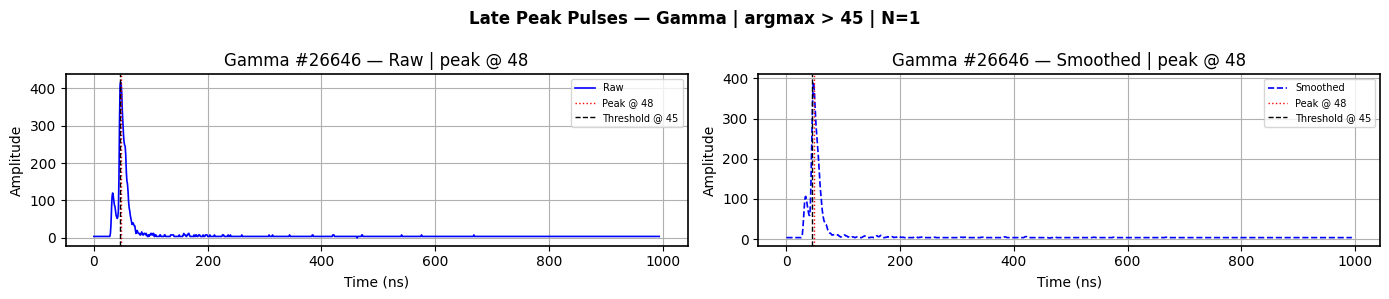 Late Peak Pulses — Gamma | argmax > 45 | N=1
Gamma #26646 — Raw | peak @ 48
Amplitude
400
300
200
100
0
0
200
400
600
800
1000
Time (ns)
Raw
Peak @ 48
Threshold @ 45
Gamma #26646 — Smoothed | peak @ 48
Amplitude
400
300
200
100
0
0
200
400
600
800
1000
Time (ns)
Smoothed
Peak @ 48
Threshold @ 45